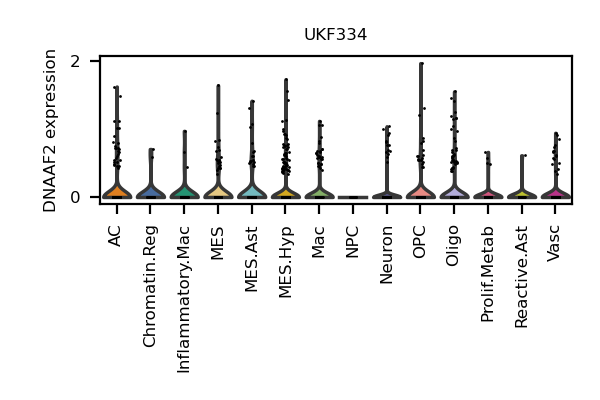 UKF334
DNAAF2 expression
2
0
AC
Chromatin.Reg
Inflammatory.Mac
MES
MES.Ast
MES.Hyp
Mac
NPC
Neuron
OPC
Oligo
Prolif.Metab
Reactive.Ast
Vasc